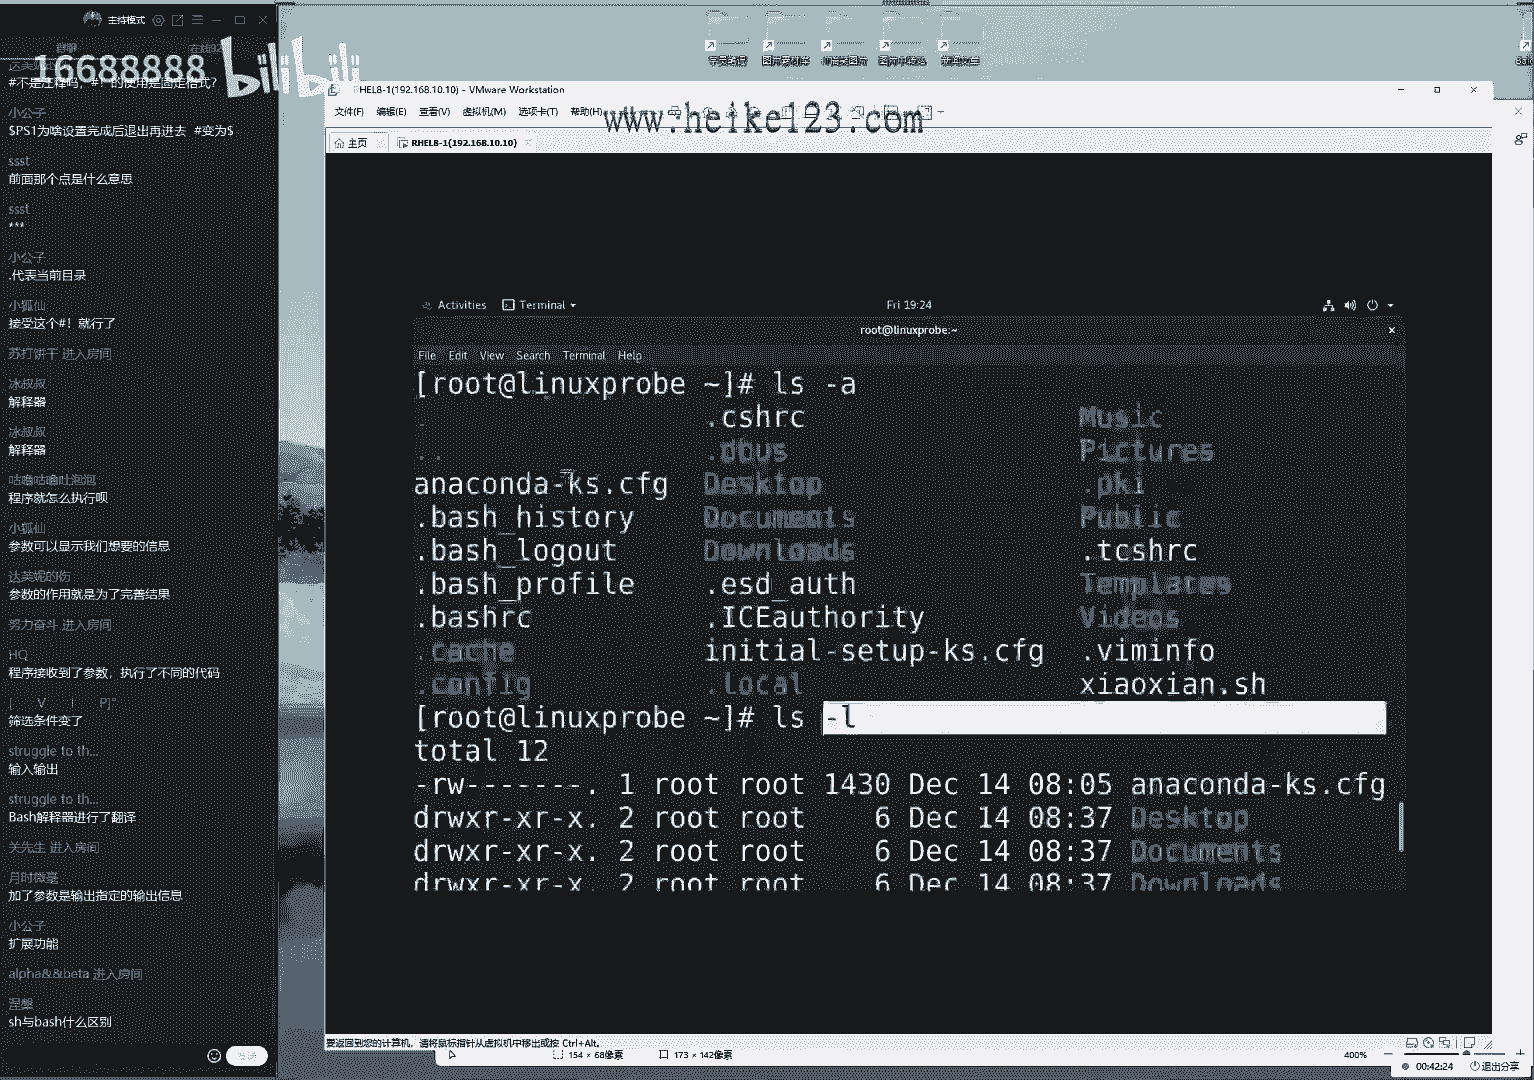 主持模式
16688888
bilibili
#不是注释吗，#！的使用是固定格式？
小公子
$PS1为啥设置完成后退出再进去 #变为$
ssst
前面那个点是什么意思
ssst
***
小公子
.代表当前目录
小狐仙
接受这个#！就行了
苏打饼干 进入房间
冰叔叔
解释器
冰叔叔
解释器
咕噜咕噜吐泡泡
程序就怎么执行呗
小狐仙
参数可以显示我们想要的信息
达芙妮的伤
参数的作用就是为了完善结果
努力奋斗 进入房间
HQ
程序接收到了参数，执行了不同的代码
[ V I P]°
筛选条件变了
struggle to th...
输入输出
struggle to th...
Bash解释器进行了翻译
关先生 进入房间
月时微毫
加了参数是输出指定的输出信息
小公子
扩展功能
alpha&&beta 进入房间
涅槃
sh与bash什么区别
发送
RHEL8-1(192.168.10.10) - VMware Workstation
文件(F) 编辑(E) 查看(V) 虚拟机(M) 选项卡(T) 帮助(H)
www.heike123.com
主页 RHEL8-1(192.168.10.10)
Activities Terminal Fri 19:24
root@linuxprobe:~
File Edit View Search Terminal Help
[root@linuxprobe ~]# ls -a
. .cshrc Music
.. .dbus Pictures
anaconda-ks.cfg Desktop .pki
.bash_history Documents Public
.bash_logout Downloads .tcshrc
.bash_profile .esd_auth Templates
.bashrc .ICEauthority Videos
.cache initial-setup-ks.cfg .viminfo
.config .local xiaoxian.sh
[root@linuxprobe ~]# ls -l
total 12
-rw-------. 1 root root 1430 Dec 14 08:05 anaconda-ks.cfg
drwxr-xr-x. 2 root root 6 Dec 14 08:37 Desktop
drwxr-xr-x. 2 root root 6 Dec 14 08:37 Documents
drwxr-xr-x. 2 root root 6 Dec 14 08:37 Downloads
要返回到您的计算机，请将鼠标指针从虚拟机中移出或按 Ctrl+Alt。
154 × 68像素 173 × 142像素 400%
00:42:24 退出分享